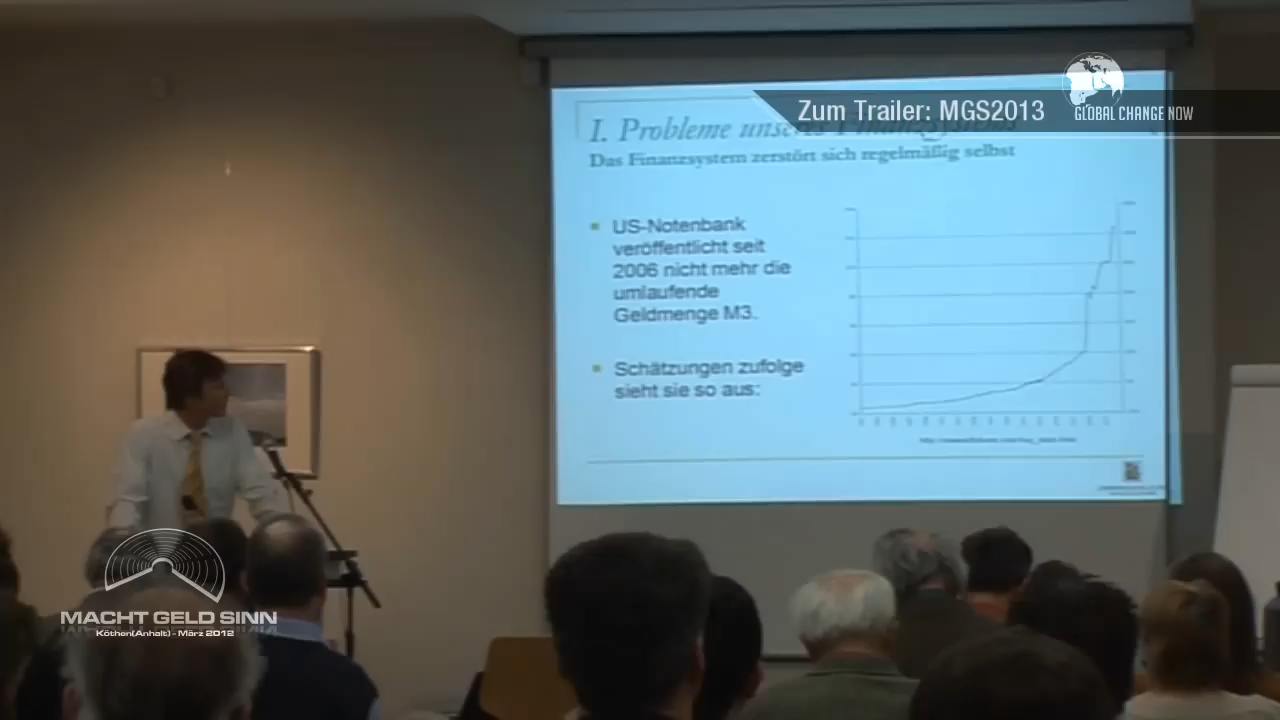 Zum Trailer: MGS2013
GLOBAL CHANGE NOW
I. Probleme unseres Finanzsystems
Das Finanzsystem zerstört sich regelmäßig selbst
US-Notenbank
veröffentlicht seit
2006 nicht mehr die
umlaufende
Geldmenge M3.
Schätzungen zufolge
sieht sie so aus:
MACHT GELD SINN
Köthen(Anhalt) - März 2012